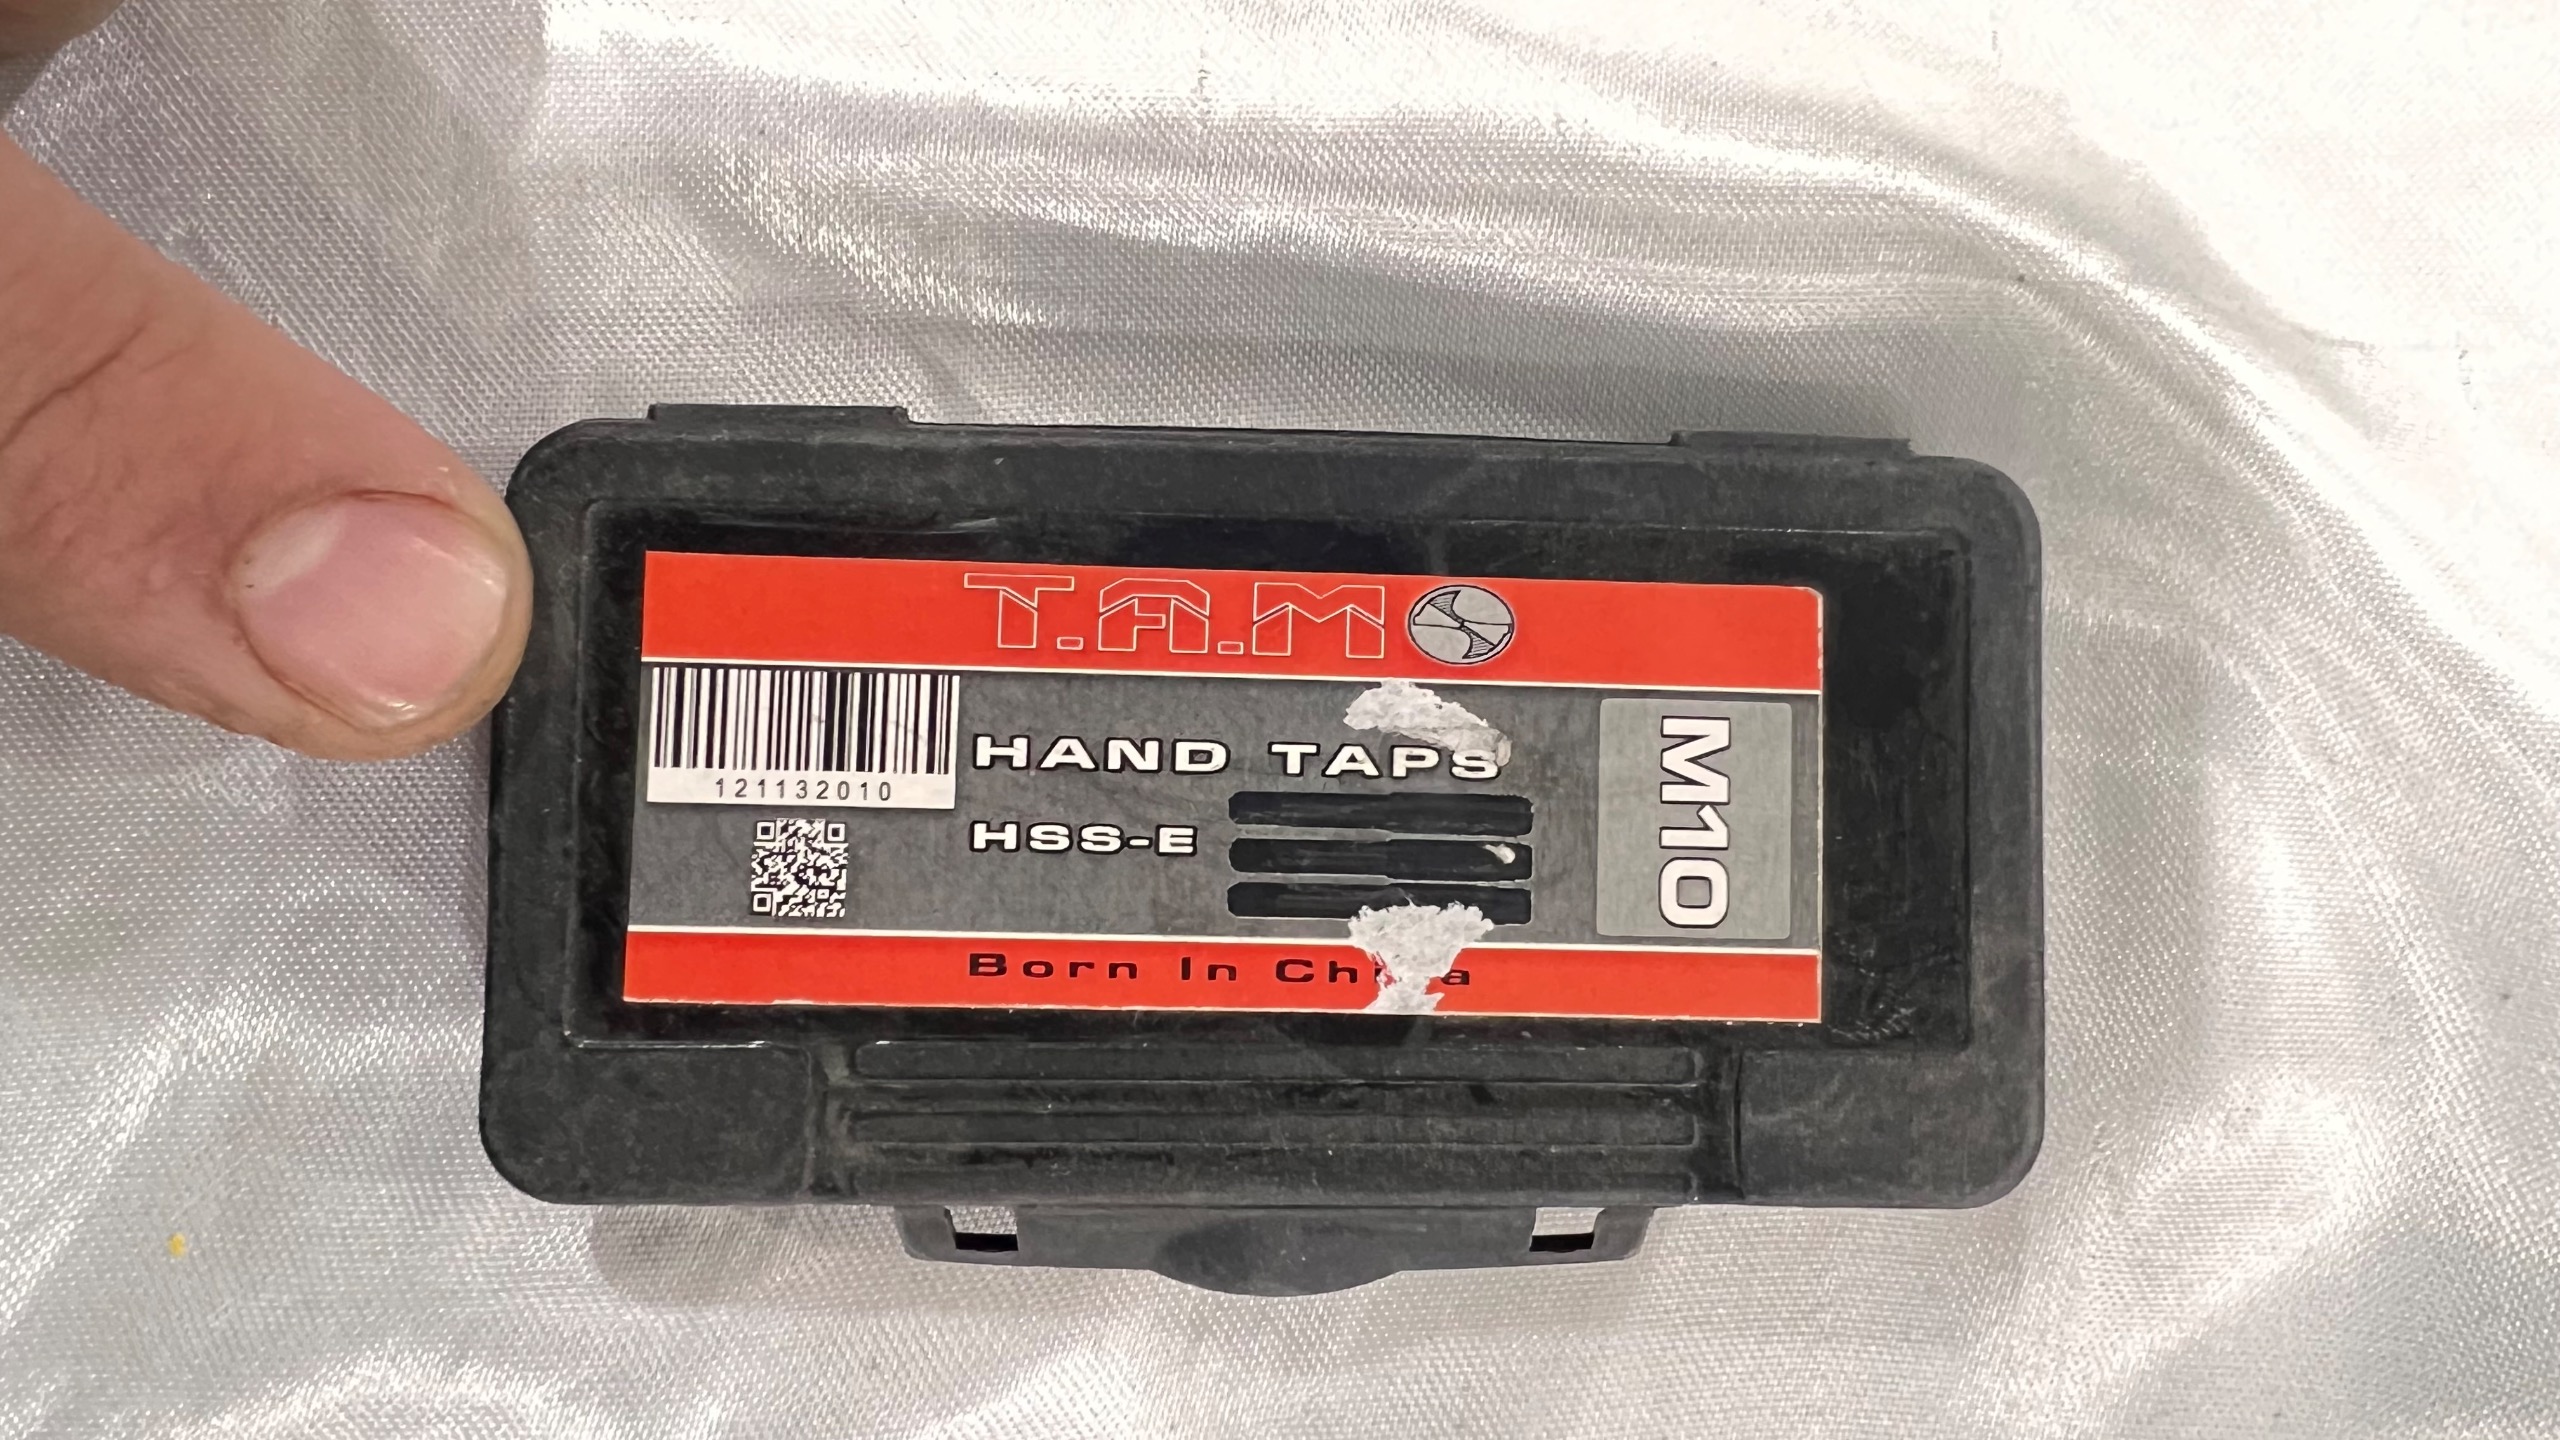 T.A.M
121132010
HAND TAPS
HSS-E
M10
Born In